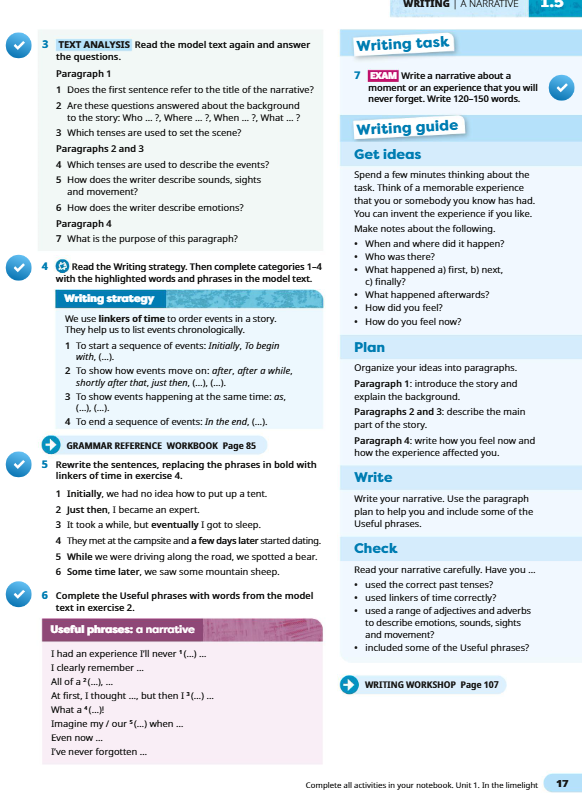 WRITING | A NARRATIVE 1.5
3 TEXT ANALYSIS Read the model text again and answer
the questions.
Paragraph 1
1 Does the first sentence refer to the title of the narrative?
2 Are these questions answered about the background
to the story: Who ... ?, Where ... ?, When ... ?, What ... ?
3 Which tenses are used to set the scene?
Paragraphs 2 and 3
4 Which tenses are used to describe the events?
5 How does the writer describe sounds, sights
and movement?
6 How does the writer describe emotions?
Paragraph 4
7 What is the purpose of this paragraph?
4 Read the Writing strategy. Then complete categories 1–4
with the highlighted words and phrases in the model text.
Writing strategy
We use linkers of time to order events in a story.
They help us to list events chronologically.
1 To start a sequence of events: Initially, To begin
with, (...).
2 To show how events move on: after, after a while,
shortly after that, just then, (...), (...).
3 To show events happening at the same time: as,
(...), (...).
4 To end a sequence of events: In the end, (...).
GRAMMAR REFERENCE WORKBOOK Page 85
5 Rewrite the sentences, replacing the phrases in bold with
linkers of time in exercise 4.
1 Initially, we had no idea how to put up a tent.
2 Just then, I became an expert.
3 It took a while, but eventually I got to sleep.
4 They met at the campsite and a few days later started dating.
5 While we were driving along the road, we spotted a bear.
6 Some time later, we saw some mountain sheep.
6 Complete the Useful phrases with words from the model
text in exercise 2.
Useful phrases: a narrative
I had an experience I'll never ¹(...) ...
I clearly remember ...
All of a ²(...), ...
At first, I thought ..., but then I ³(...) ...
What a ⁴(...)!
Imagine my / our ⁵(...) when ...
Even now ...
I've never forgotten ...
Writing task
7 EXAM Write a narrative about a
moment or an experience that you will
never forget. Write 120–150 words.
Writing guide
Get ideas
Spend a few minutes thinking about the
task. Think of a memorable experience
that you or somebody you know has had.
You can invent the experience if you like.
Make notes about the following.
• When and where did it happen?
• Who was there?
• What happened a) first, b) next,
c) finally?
• What happened afterwards?
• How did you feel?
• How do you feel now?
Plan
Organize your ideas into paragraphs.
Paragraph 1: introduce the story and
explain the background.
Paragraphs 2 and 3: describe the main
part of the story.
Paragraph 4: write how you feel now and
how the experience affected you.
Write
Write your narrative. Use the paragraph
plan to help you and include some of the
Useful phrases.
Check
Read your narrative carefully. Have you ...
• used the correct past tenses?
• used linkers of time correctly?
• used a range of adjectives and adverbs
to describe emotions, sounds, sights
and movement?
• included some of the Useful phrases?
WRITING WORKSHOP Page 107
Complete all activities in your notebook. Unit 1. In the limelight 17